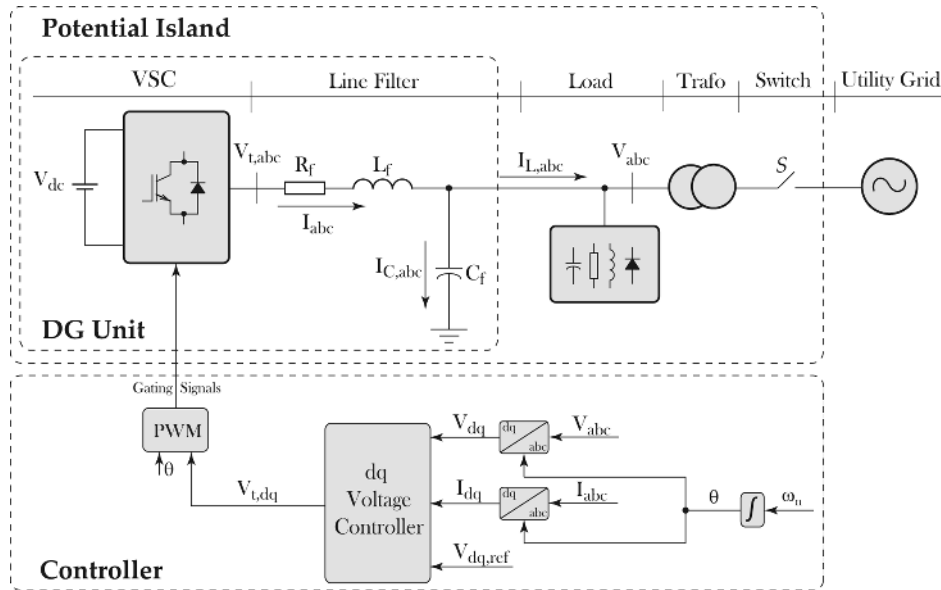 Potential Island
VSC
Line Filter
Load
Trafo
Switch
Utility Grid
V_dc
V_t,abc
R_f
L_f
I_abc
I_L,abc
V_abc
S
I_C,abc
C_f
DG Unit
Gating Signals
PWM
θ
V_t,dq
dq
Voltage
Controller
V_dq
dq
abc
V_abc
I_dq
dq
abc
I_abc
θ
∫
ω_n
V_dq,ref
Controller